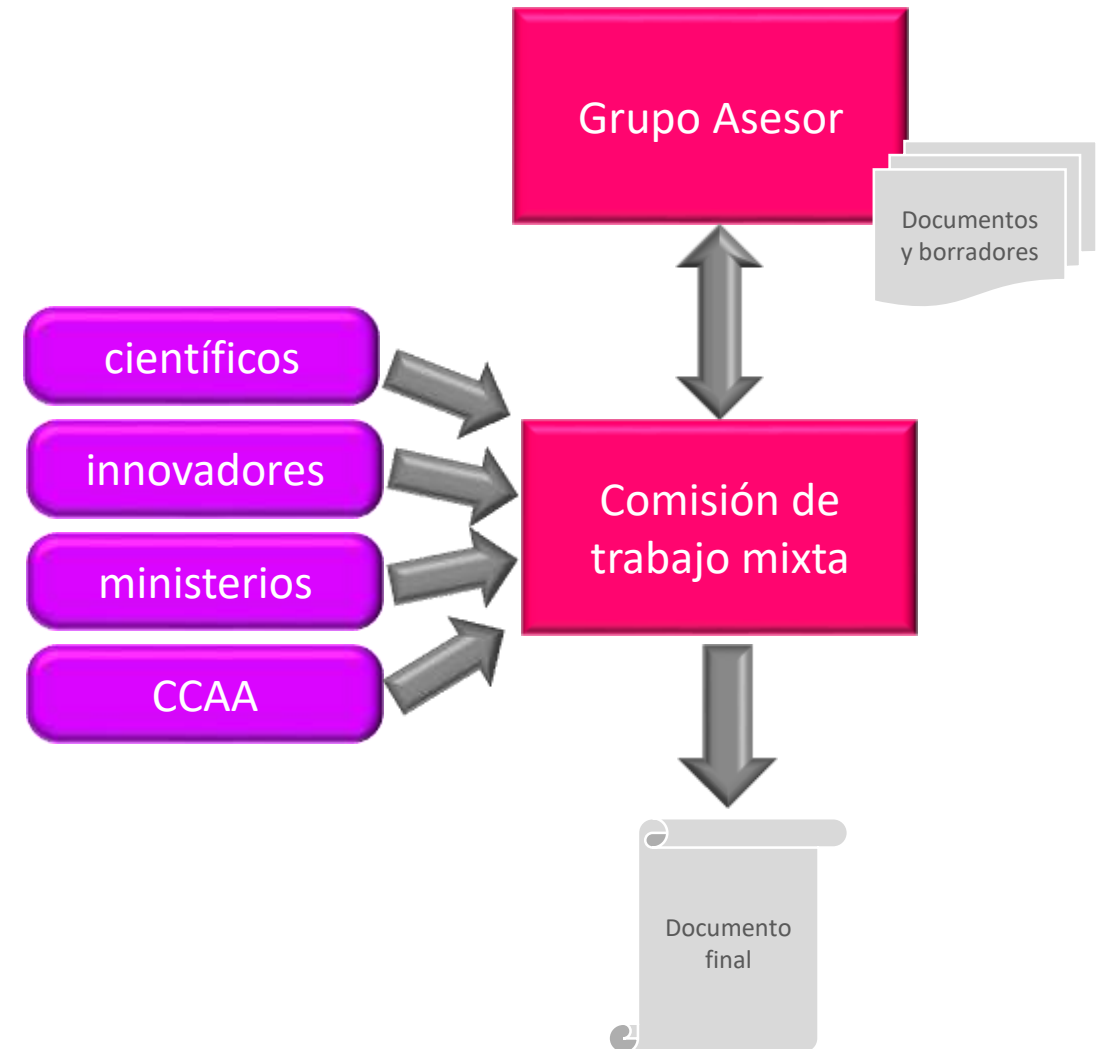 Grupo Asesor
Documentos
y borradores
científicos
innovadores
ministerios
CCAA
Comisión de
trabajo mixta
Documento
final